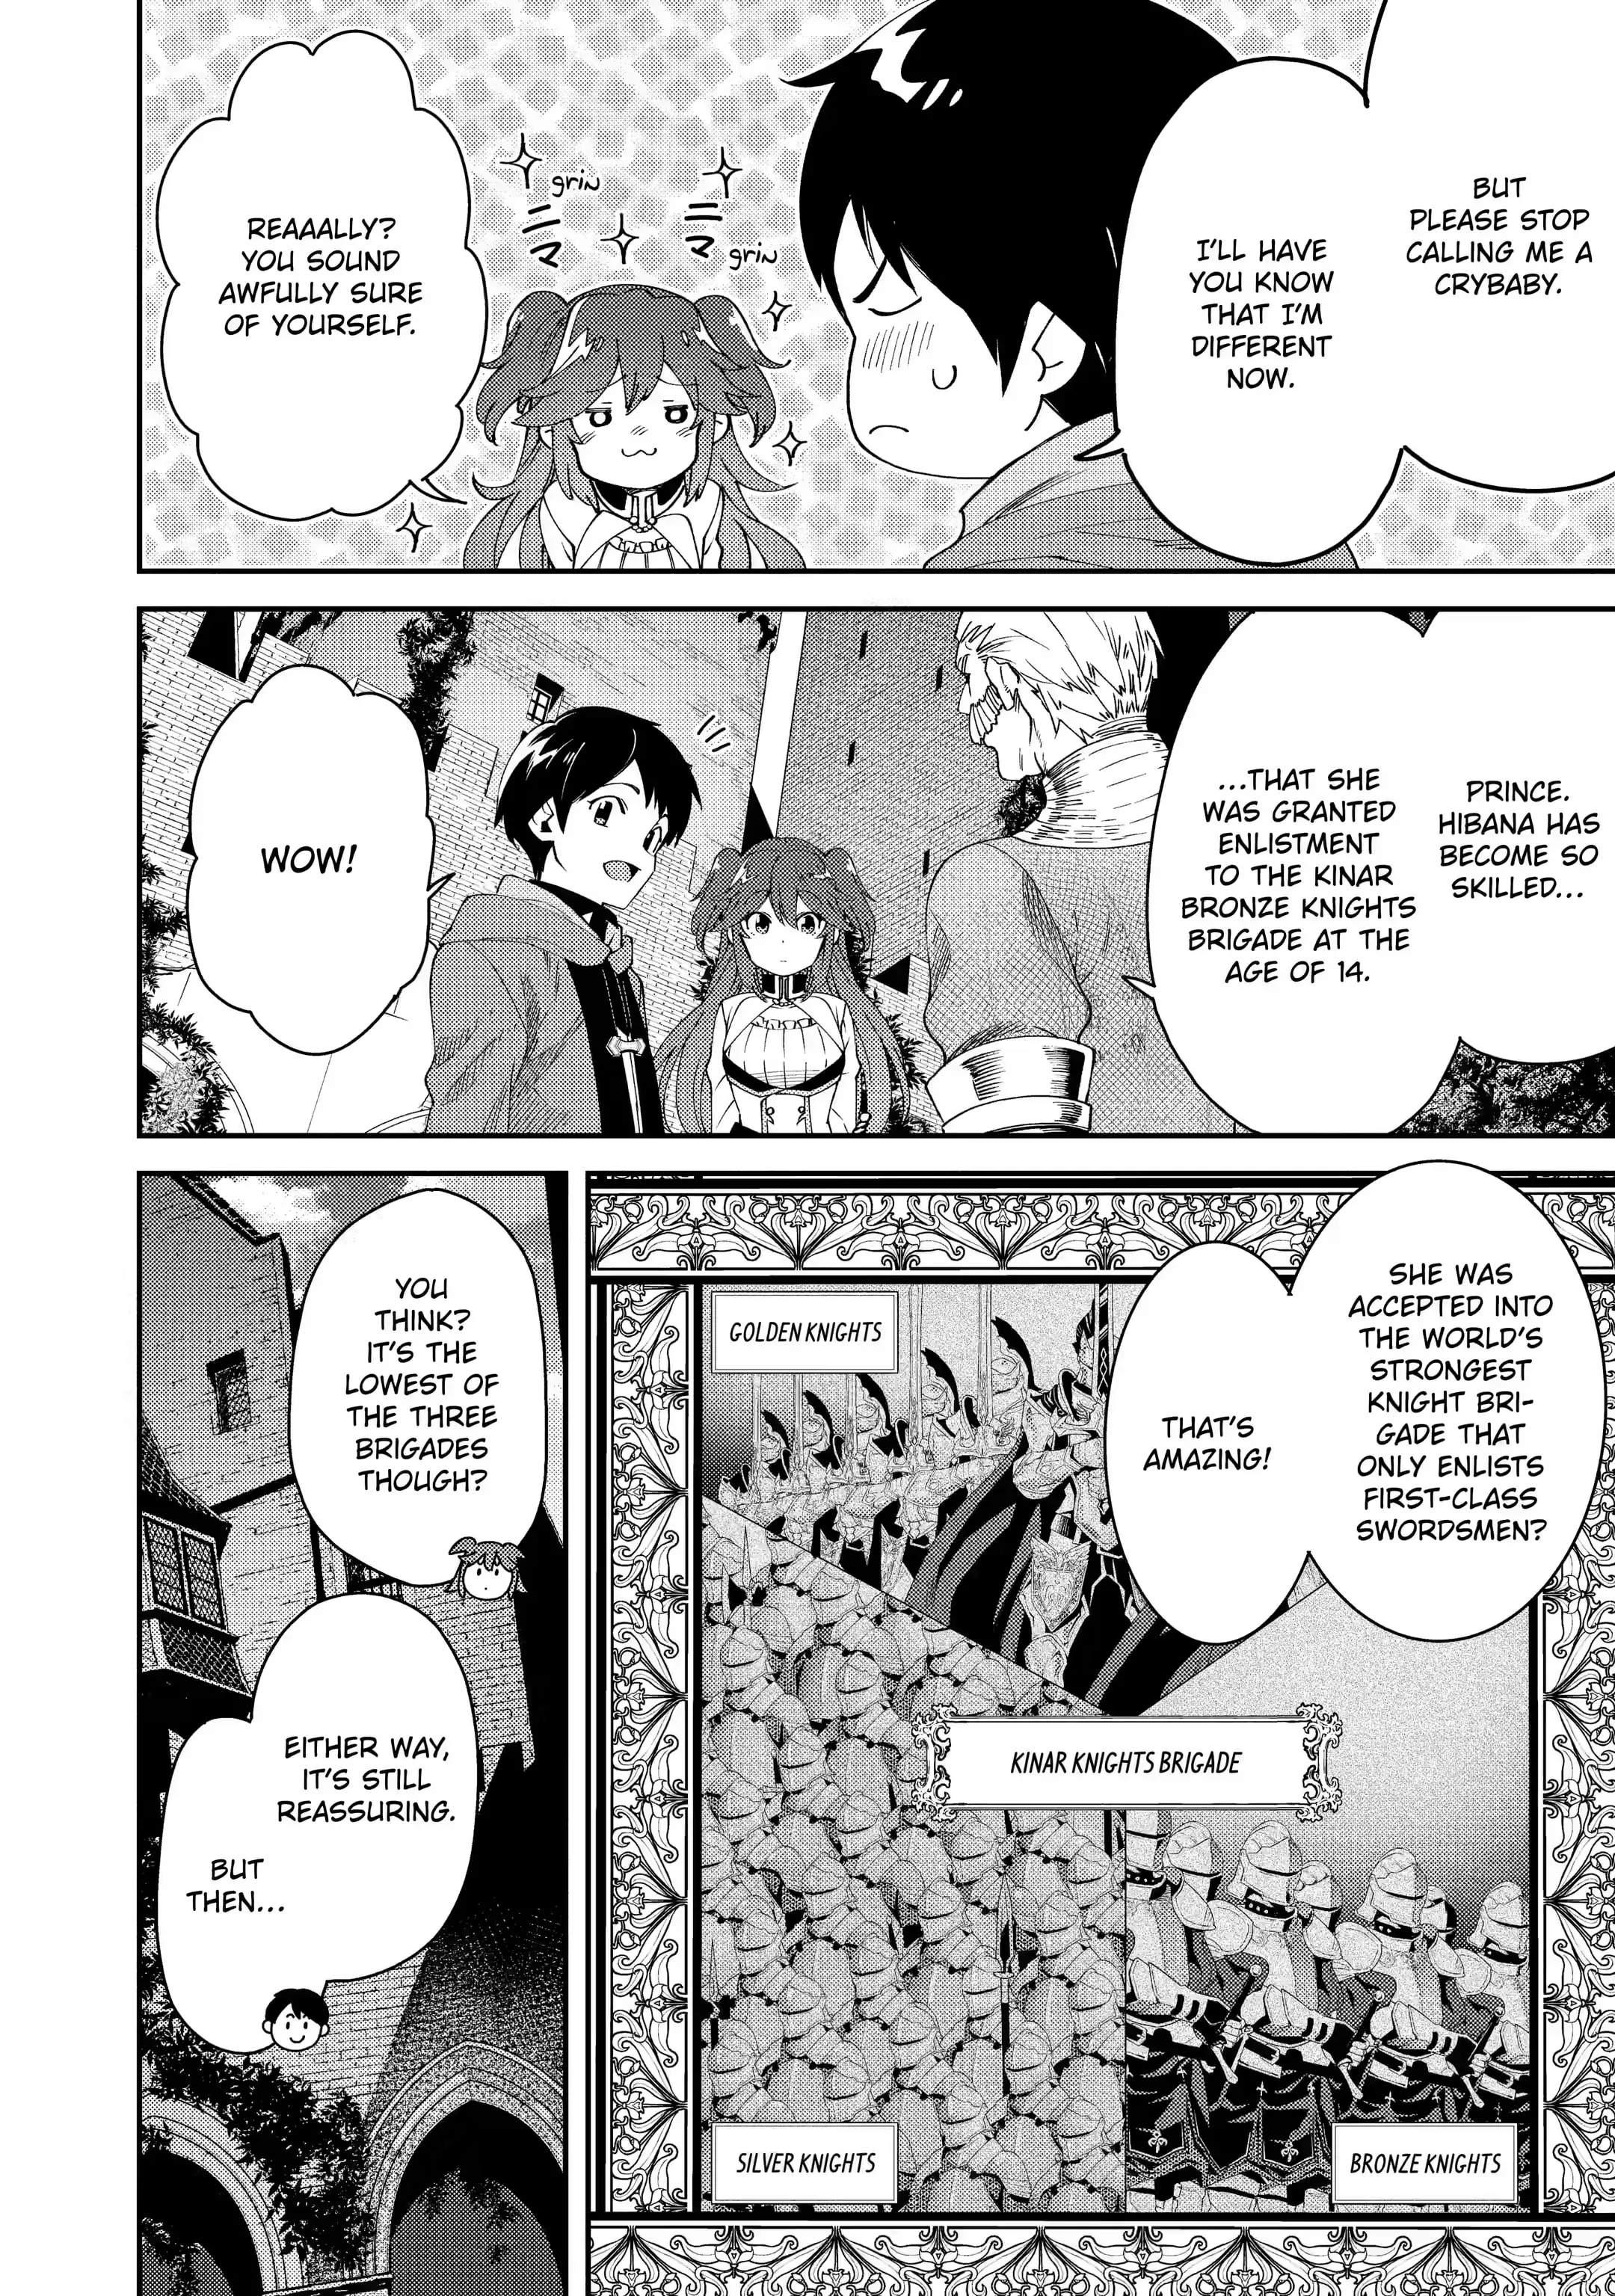 BUT
PLEASE STOP
CALLING ME A
CRYBABY.
I'LL HAVE
YOU KNOW
THAT I'M
DIFFERENT
NOW.
grin
ニマ
grin
ニマ
REAAALLY?
YOU SOUND
AWFULLY SURE
OF YOURSELF.
PRINCE.
HIBANA HAS
BECOME SO
SKILLED...
...THAT SHE
WAS GRANTED
ENLISTMENT
TO THE KINAR
BRONZE KNIGHTS
BRIGADE AT THE
AGE OF 14.
WOW!
SHE WAS
ACCEPTED INTO
THE WORLD'S
STRONGEST
KNIGHT BRI-
GADE THAT
ONLY ENLISTS
FIRST-CLASS
SWORDSMEN?
THAT'S
AMAZING!
GOLDEN KNIGHTS
KINAR KNIGHTS BRIGADE
SILVER KNIGHTS
BRONZE KNIGHTS
YOU
THINK?
IT'S THE
LOWEST OF
THE THREE
BRIGADES
THOUGH?
EITHER WAY,
IT'S STILL
REASSURING.
BUT
THEN...